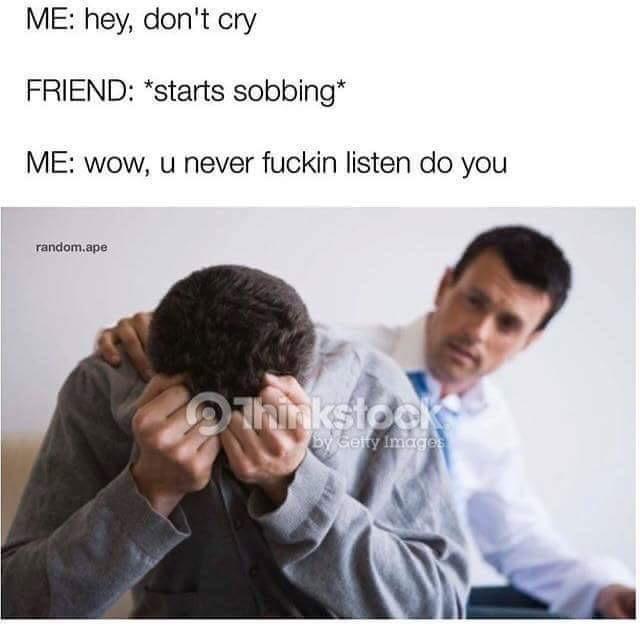 ME: hey, don't cry
FRIEND: *starts sobbing*
ME: wow, u never fuckin listen do you
random.ape
Thinkstock
by Getty Images